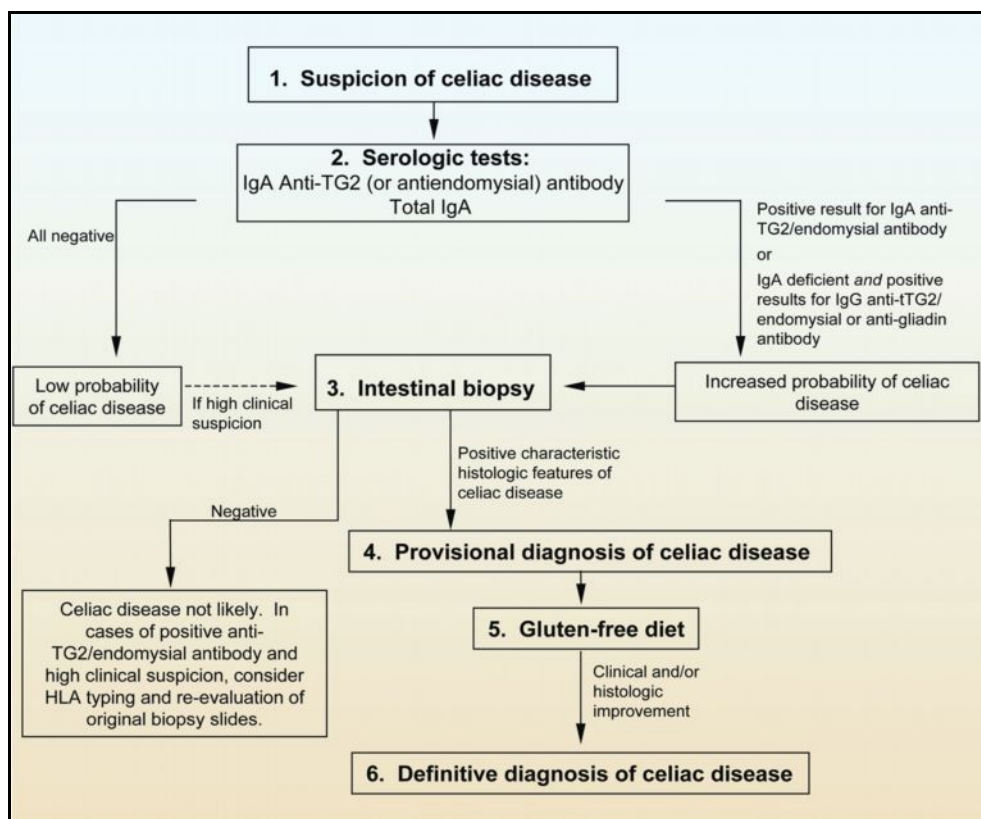 1. Suspicion of celiac disease
2. Serologic tests:
IgA Anti-TG2 (or antiendomysial) antibody
Total IgA
All negative
Positive result for IgA anti-
TG2/endomysial antibody
or
IgA deficient and positive
results for IgG anti-tTG2/
endomysial or anti-gliadin
antibody
Low probability
of celiac disease
If high clinical
suspicion
3. Intestinal biopsy
Increased probability of celiac
disease
Positive characteristic
histologic features of
celiac disease
Negative
4. Provisional diagnosis of celiac disease
Celiac disease not likely. In
cases of positive anti-
TG2/endomysial antibody and
high clinical suspicion, consider
HLA typing and re-evaluation of
original biopsy slides.
5. Gluten-free diet
Clinical and/or
histologic
improvement
6. Definitive diagnosis of celiac disease